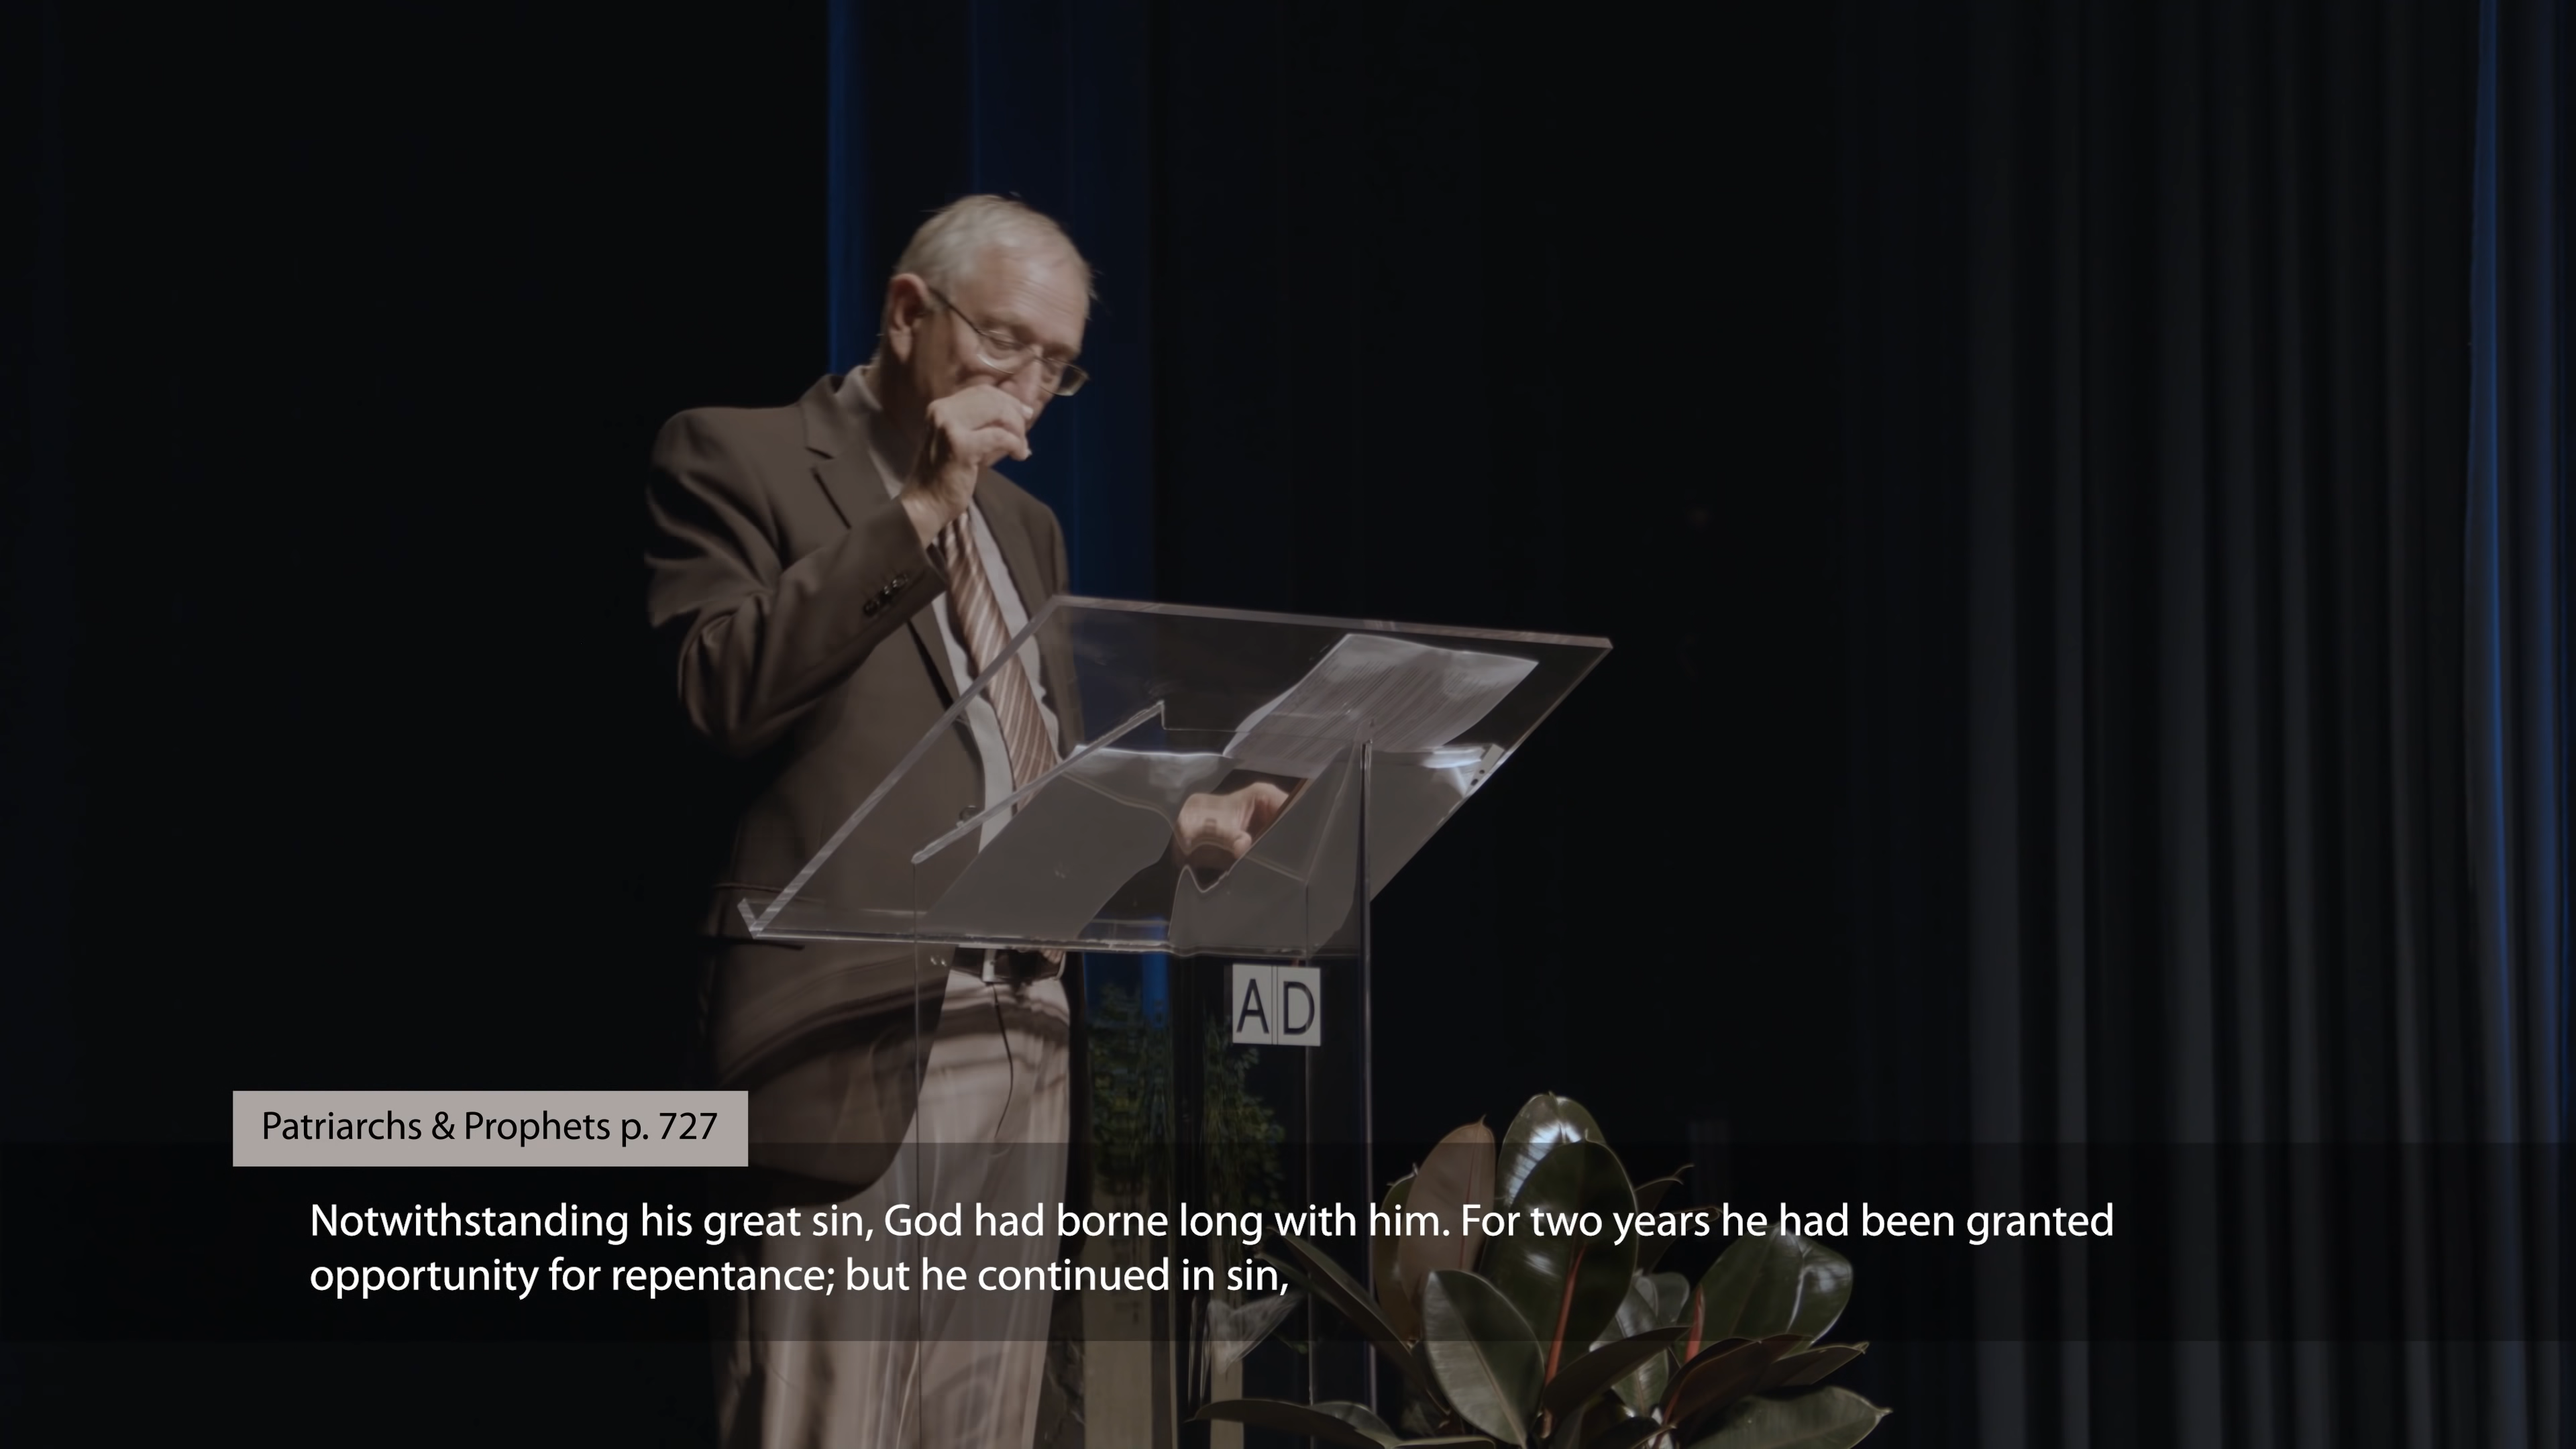 AD
Patriarchs & Prophets p. 727
Notwithstanding his great sin, God had borne long with him. For two years he had been granted
opportunity for repentance; but he continued in sin,